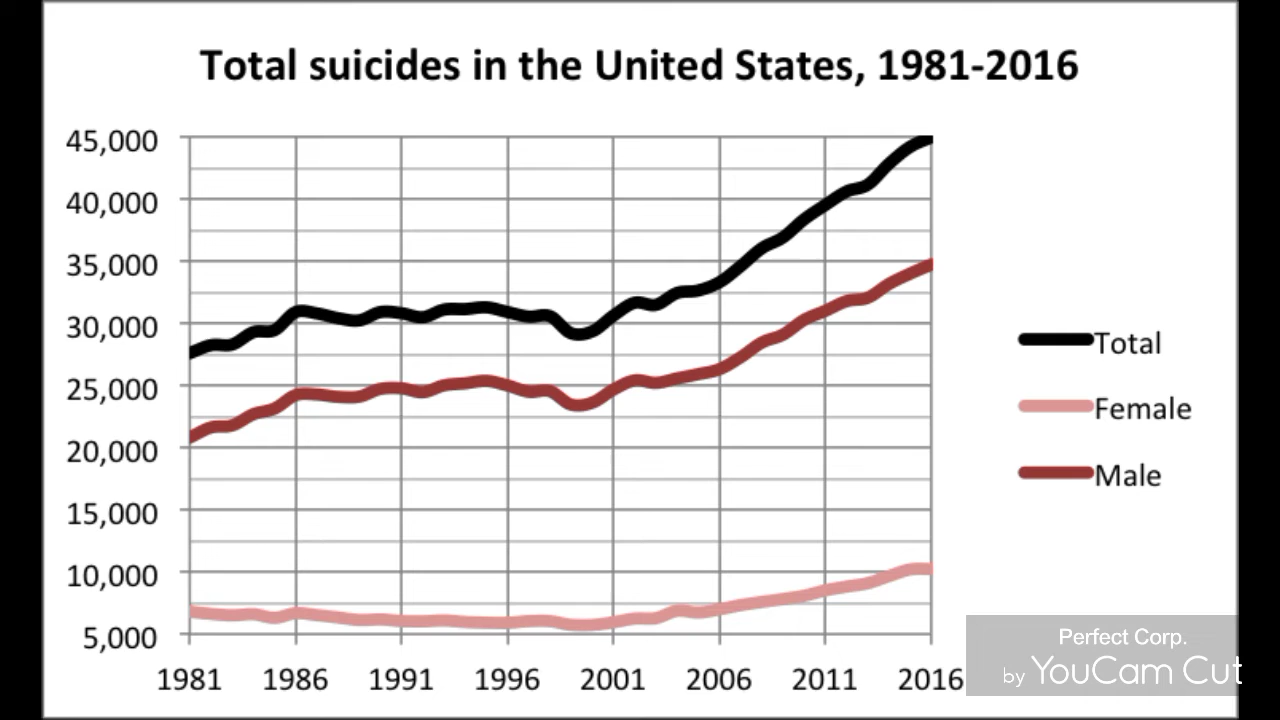 Total suicides in the United States, 1981-2016
45,000
40,000
35,000
30,000
25,000
20,000
15,000
10,000
5,000
1981 1986 1991 1996 2001 2006 2011 2016
Total
Female
Male
Perfect Corp.
by YouCam Cut